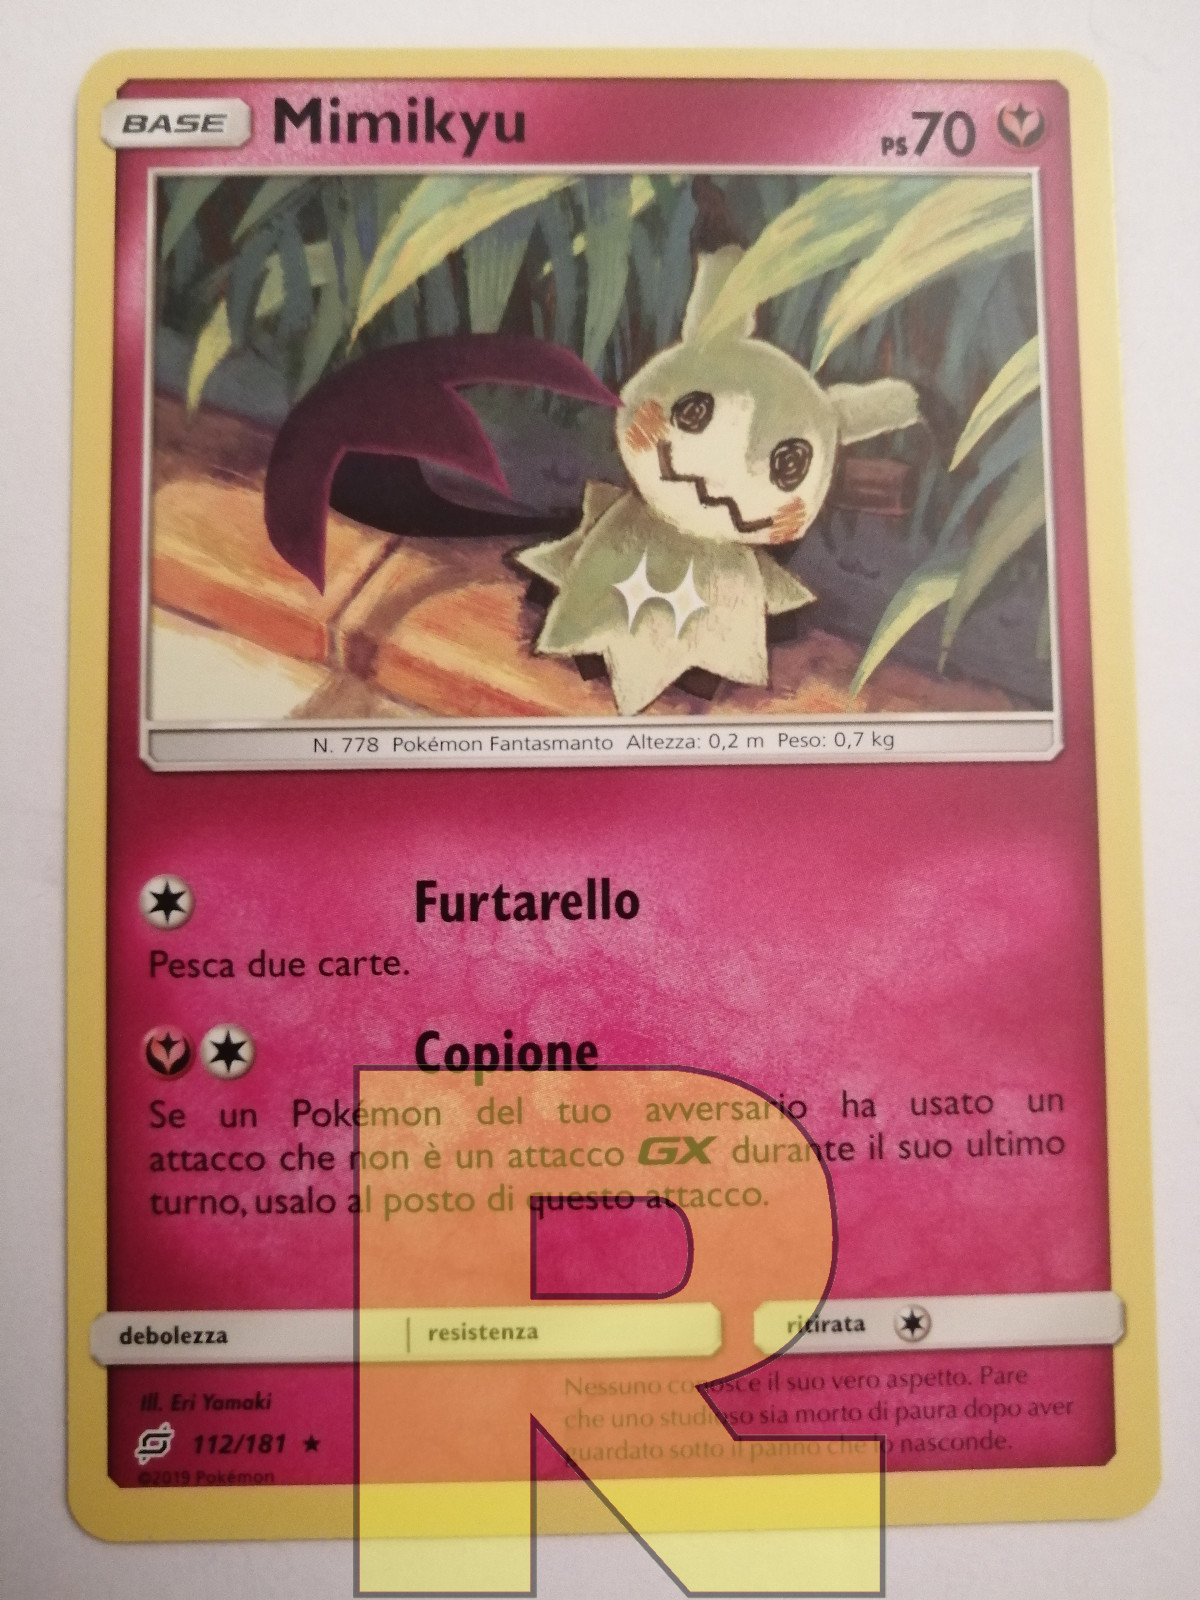 BASE Mimikyu PS 70
N. 778 Pokémon Fantasmanto Altezza: 0,2 m Peso: 0,7 kg
Furtarello
Pesca due carte.
Copione
Se un Pokémon del tuo avversario ha usato un
attacco che non è un attacco GX durante il suo ultimo
turno, usalo al posto di questo attacco.
debolezza resistenza ritirata
Ill. Eri Yamaki
Nessuno conosce il suo vero aspetto. Pare
che uno studioso sia morto di paura dopo aver
guardato sotto il panno che lo nasconde.
112/181 ★
©2019 Pokémon
R